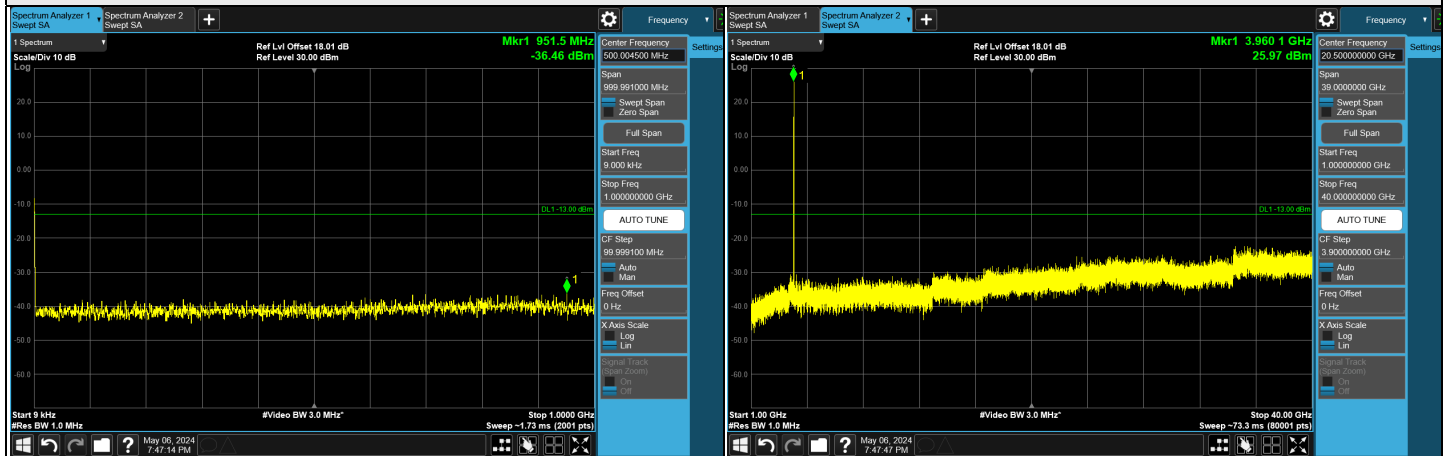 Spectrum Analyzer 1
Swept SA
Spectrum Analyzer 2
Swept SA
Frequency
1 Spectrum
Scale/Div 10 dB
Log
Ref Lvl Offset 18.01 dB
Ref Level 30.00 dBm
Mkr1 951.5 MHz
-36.46 dBm
20.0
10.0
0.00
-10.0
-20.0
-30.0
-40.0
-50.0
-60.0
DL1 -13.00 dBm
1
Start 9 kHz
#Res BW 1.0 MHz
#Video BW 3.0 MHz*
Stop 1.0000 GHz
Sweep ~1.73 ms (2001 pts)
Center Frequency
500.004500 MHz
Settings
Span
999.991000 MHz
Swept Span
Zero Span
Full Span
Start Freq
9.000 kHz
Stop Freq
1.000000000 GHz
AUTO TUNE
CF Step
99.999100 MHz
Auto
Man
Freq Offset
0 Hz
X Axis Scale
Log
Lin
Signal Track
(Span Zoom)
On
Off
?
May 06, 2024
7:47:14 PM
Spectrum Analyzer 1
Swept SA
Spectrum Analyzer 2
Swept SA
Frequency
1 Spectrum
Scale/Div 10 dB
Log
Ref Lvl Offset 18.01 dB
Ref Level 30.00 dBm
Mkr1 3.960 1 GHz
25.97 dBm
1
20.0
10.0
0.00
-10.0
-20.0
-30.0
-40.0
-50.0
-60.0
DL1 -13.00 dBm
Start 1.00 GHz
#Res BW 1.0 MHz
#Video BW 3.0 MHz*
Stop 40.00 GHz
Sweep ~73.3 ms (80001 pts)
Center Frequency
20.500000000 GHz
Settings
Span
39.0000000 GHz
Swept Span
Zero Span
Full Span
Start Freq
1.000000000 GHz
Stop Freq
40.000000000 GHz
AUTO TUNE
CF Step
3.900000000 GHz
Auto
Man
Freq Offset
0 Hz
X Axis Scale
Log
Lin
Signal Track
(Span Zoom)
On
Off
?
May 06, 2024
7:47:47 PM